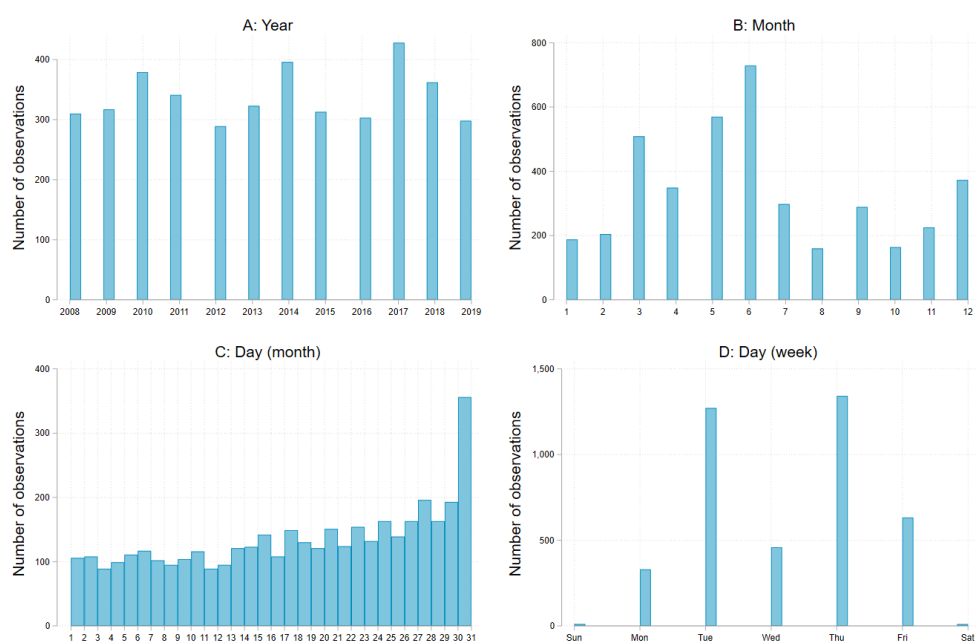 A: Year
Number of observations
400
300
200
100
0
2008 2009 2010 2011 2012 2013 2014 2015 2016 2017 2018 2019
B: Month
Number of observations
800
600
400
200
0
1 2 3 4 5 6 7 8 9 10 11 12
C: Day (month)
Number of observations
400
300
200
100
0
1 2 3 4 5 6 7 8 9 10 11 12 13 14 15 16 17 18 19 20 21 22 23 24 25 26 27 28 29 30 31
D: Day (week)
Number of observations
1,500
1,000
500
0
Sun Mon Tue Wed Thu Fri Sat